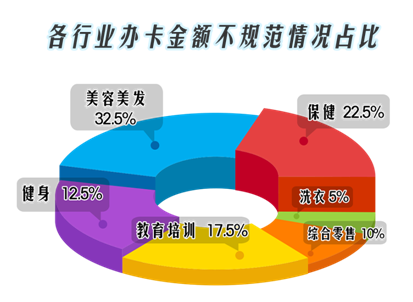 各行业办卡金额不规范情况占比
美容美发
32.5%
保健 22.5%
健身 12.5%
洗衣 5%
教育培训 17.5%
综合零售 10%